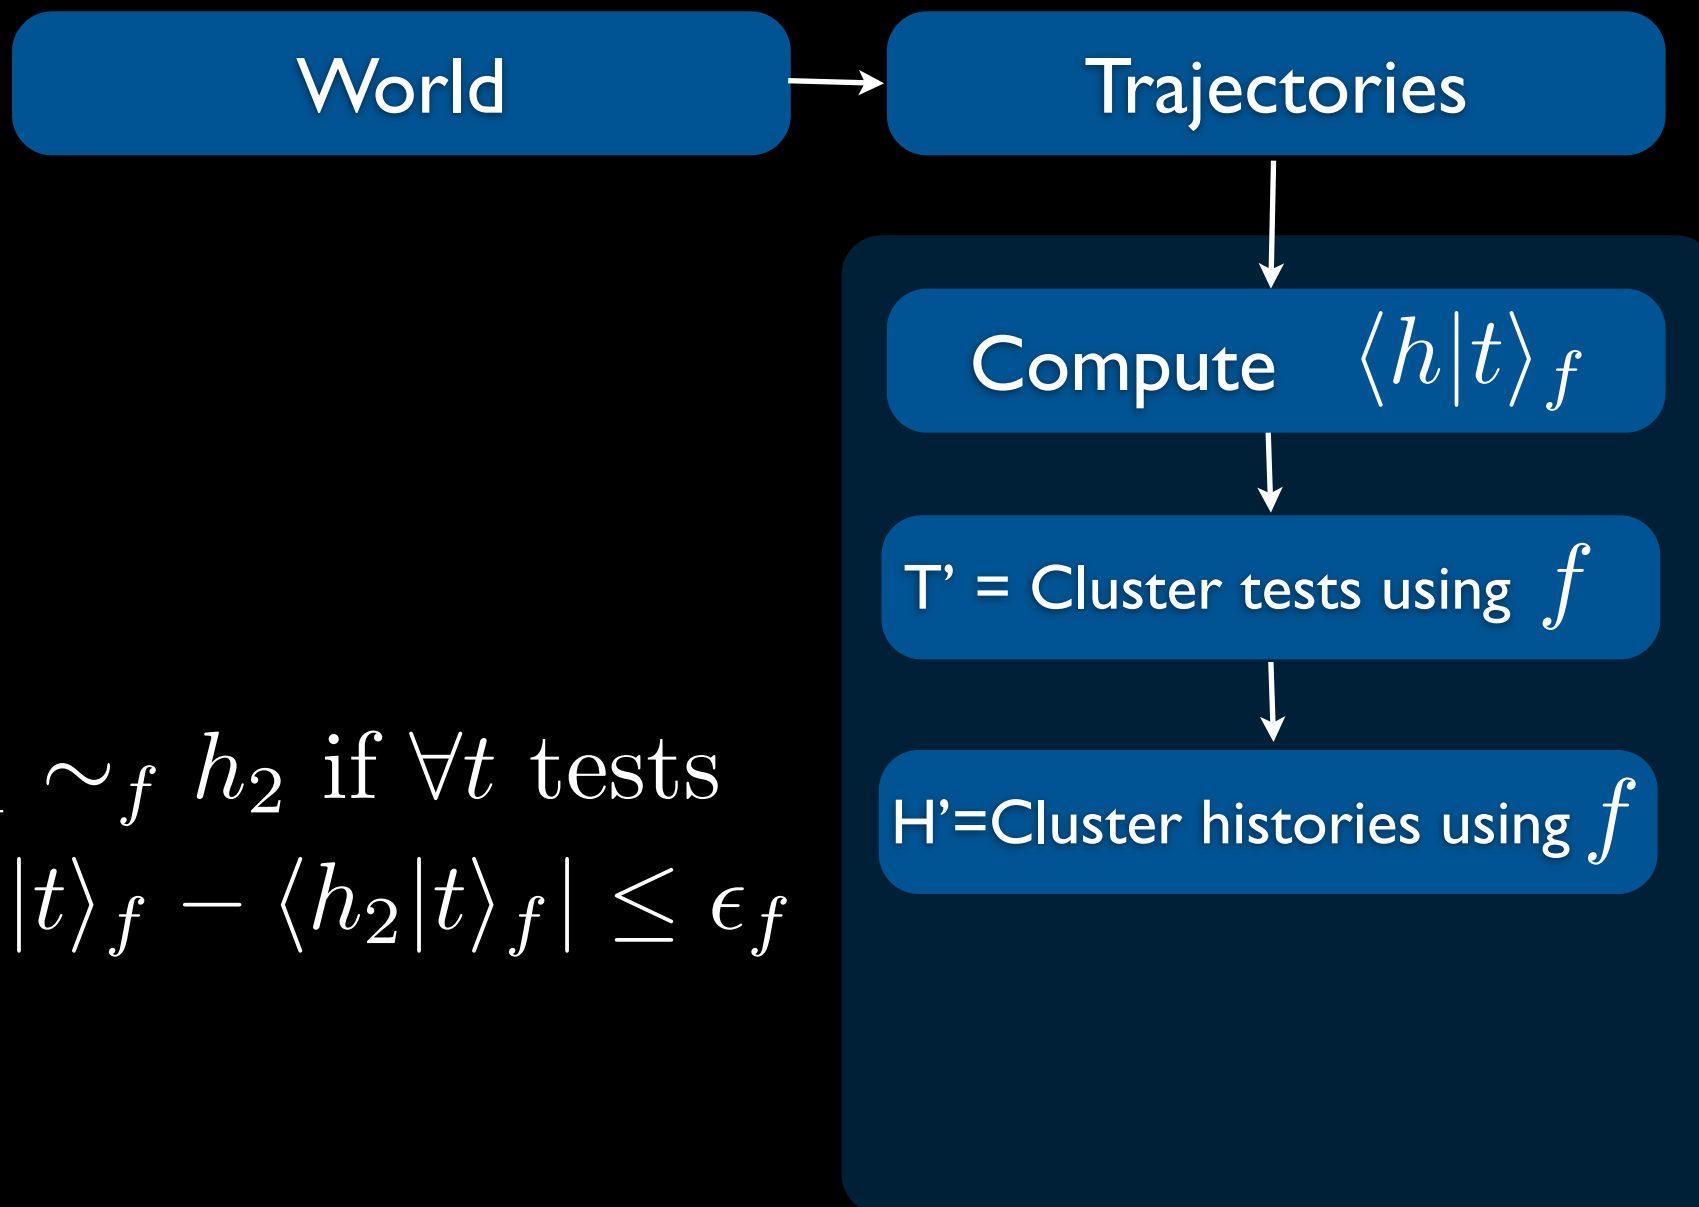 World
Trajectories
Compute ⟨h|t⟩_f
T’ = Cluster tests using f
H’=Cluster histories using f
∼_f h_2 if ∀t tests
|t⟩_f − ⟨h_2|t⟩_f| ≤ ϵ_f